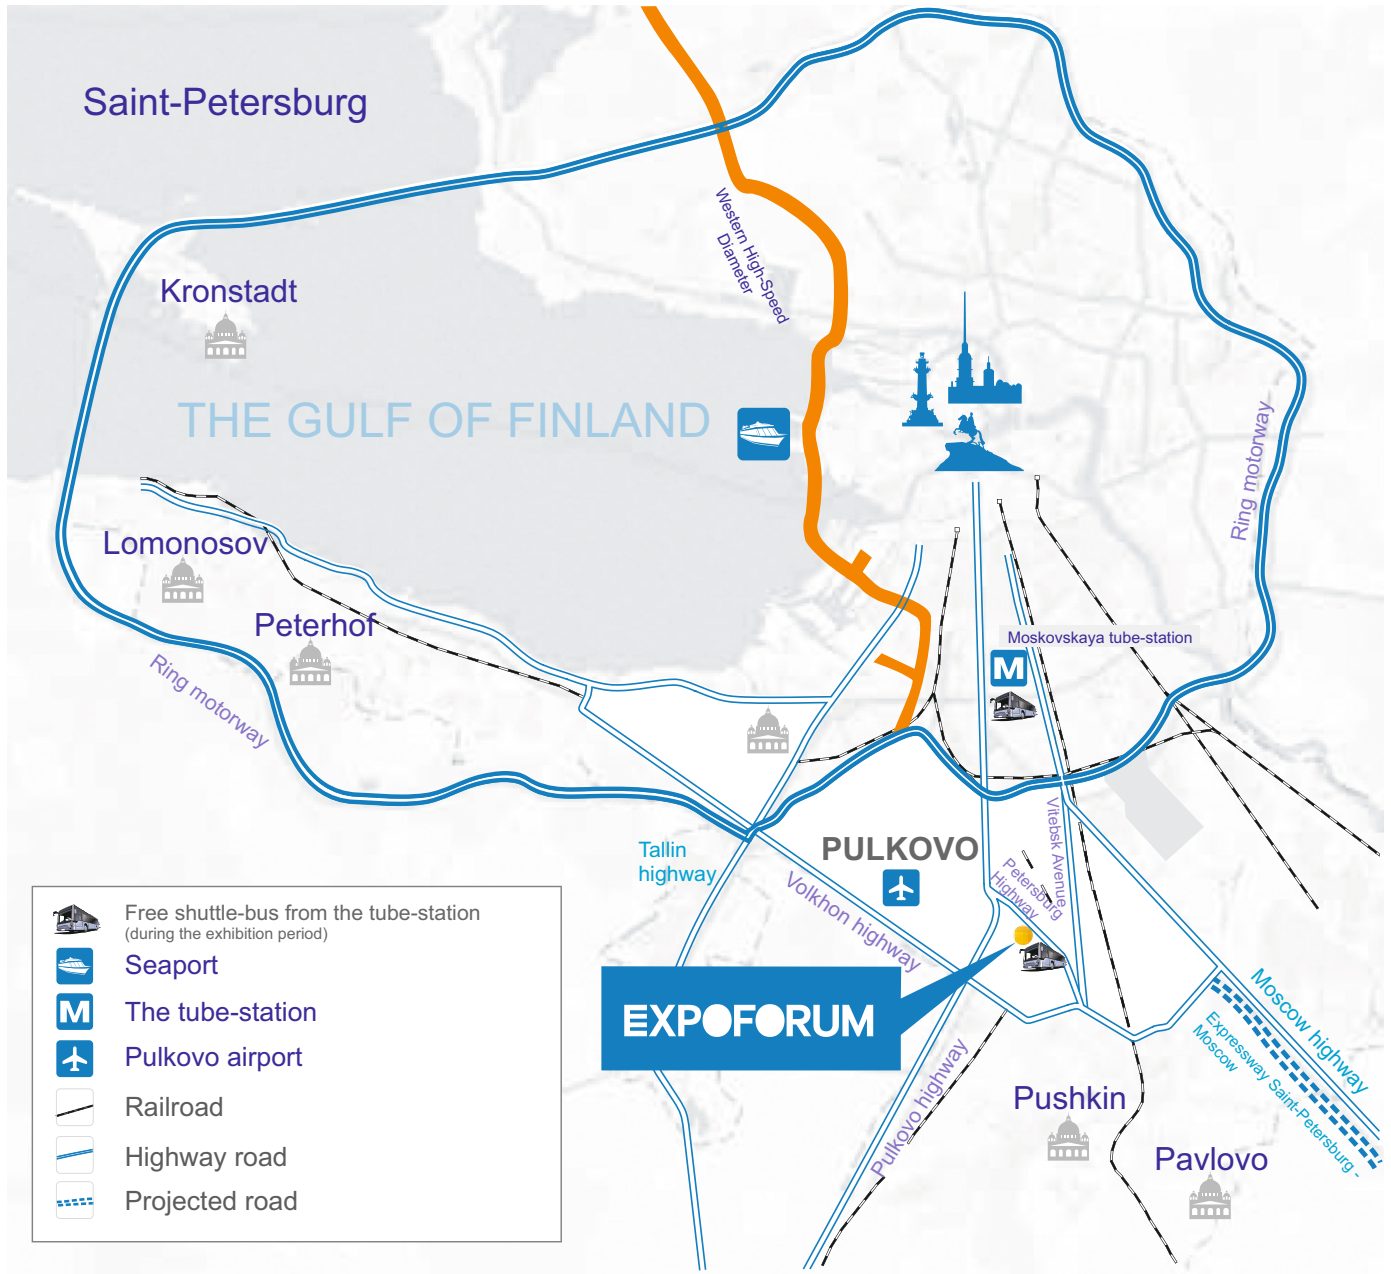 Saint-Petersburg
Western High-Speed
Diameter
Kronstadt
THE GULF OF FINLAND
Ring motorway
Lomonosov
Peterhof
Moskovskaya tube-station
M
Ring motorway
Tallin
highway
PULKOVO
Volkhon highway
Petersburg
Highway
Vitebsk Avenue
EXPOFORUM
Pulkovo highway
Moscow highway
Expressway Saint-Petersburg -
Moscow
Pushkin
Pavlovo
Free shuttle-bus from the tube-station
(during the exhibition period)
Seaport
M
The tube-station
Pulkovo airport
Railroad
Highway road
Projected road